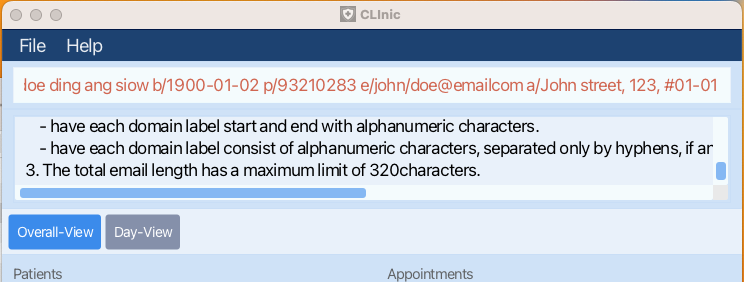 CLInic
File Help
doe ding ang siow b/1900-01-02 p/93210283 e/john/doe@emailcom a/John street, 123, #01-01
- have each domain label start and end with alphanumeric characters.
- have each domain label consist of alphanumeric characters, separated only by hyphens, if an
3. The total email length has a maximum limit of 320characters.
Overall-View Day-View
Patients Appointments